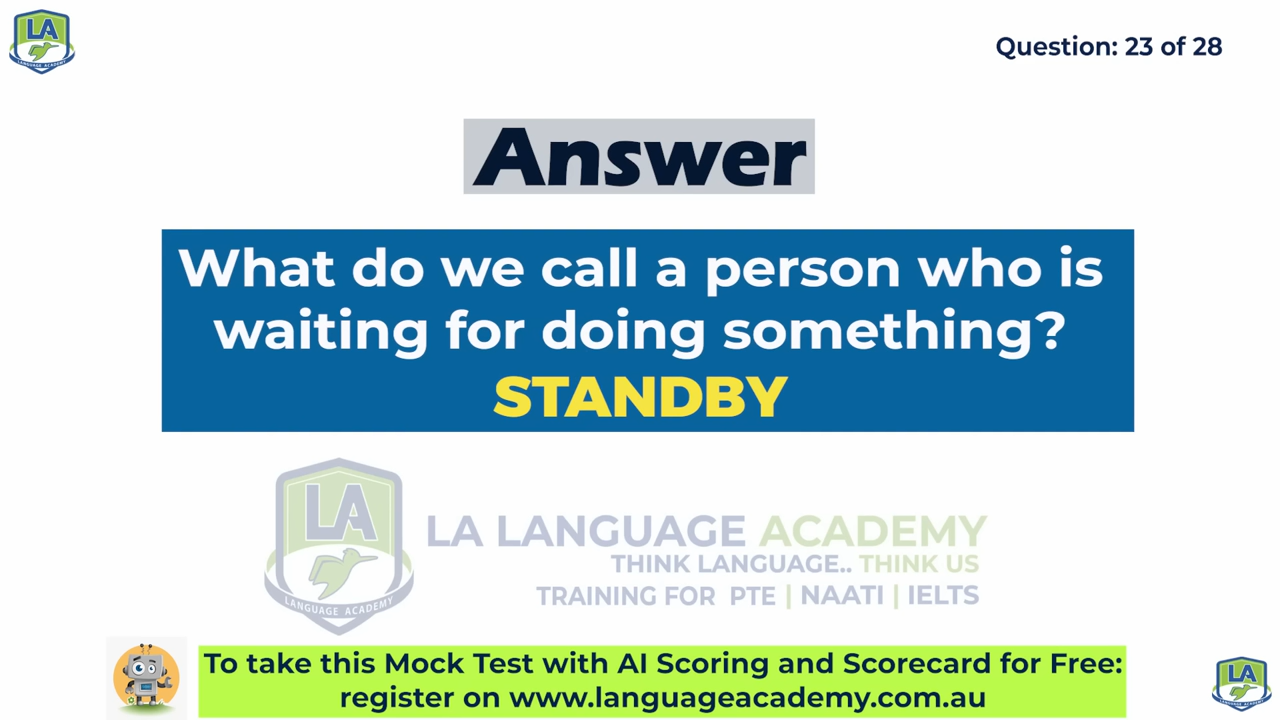 LA
LANGUAGE ACADEMY
Question: 23 of 28
Answer
What do we call a person who is
waiting for doing something?
STANDBY
LA
LANGUAGE ACADEMY
LA LANGUAGE ACADEMY
THINK LANGUAGE.. THINK US
TRAINING FOR PTE | NAATI | IELTS
To take this Mock Test with AI Scoring and Scorecard for Free:
register on www.languageacademy.com.au
LA
LANGUAGE ACADEMY